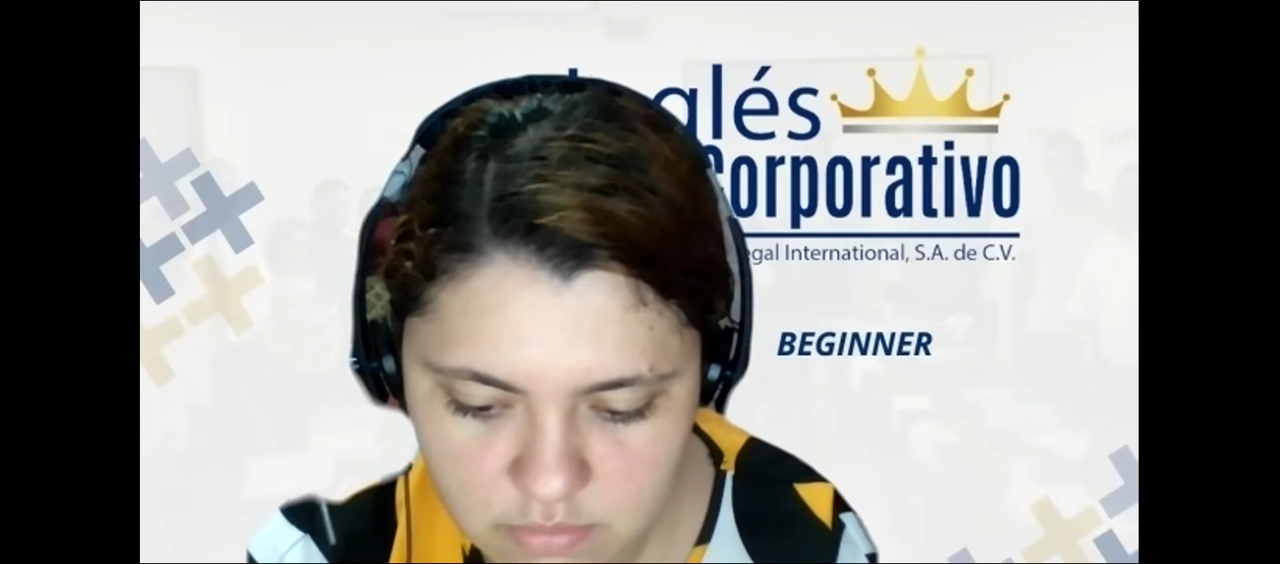 glés
Corporativo
egal International, S.A. de C.V.
BEGINNER